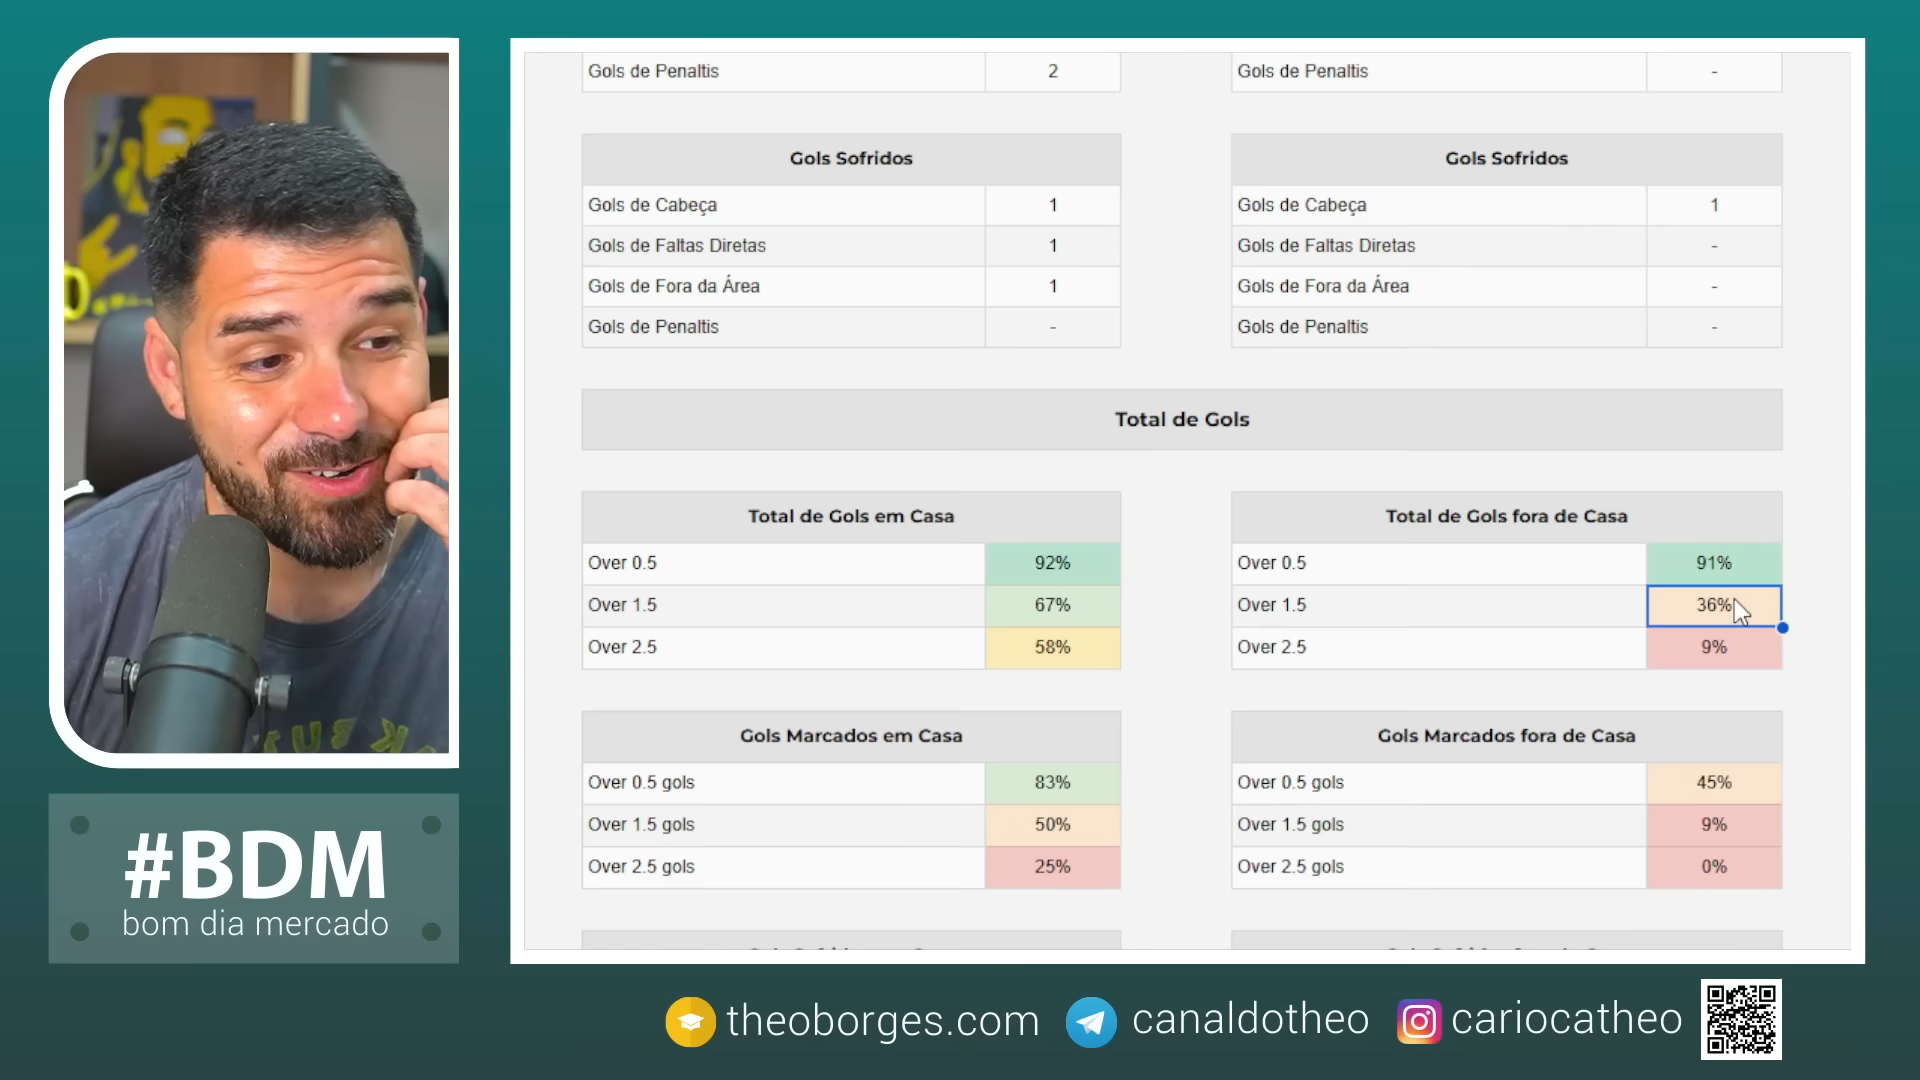 Gols de Penaltis 2
Gols de Penaltis -
Gols Sofridos
Gols de Cabeça 1
Gols de Faltas Diretas 1
Gols de Fora da Área 1
Gols de Penaltis -
Gols Sofridos
Gols de Cabeça 1
Gols de Faltas Diretas -
Gols de Fora da Área -
Gols de Penaltis -
Total de Gols
Total de Gols em Casa
Over 0.5 92%
Over 1.5 67%
Over 2.5 58%
Total de Gols fora de Casa
Over 0.5 91%
Over 1.5 36%
Over 2.5 9%
Gols Marcados em Casa
Over 0.5 gols 83%
Over 1.5 gols 50%
Over 2.5 gols 25%
Gols Marcados fora de Casa
Over 0.5 gols 45%
Over 1.5 gols 9%
Over 2.5 gols 0%
#BDM
bom dia mercado
theoborges.com
canaldotheo
cariocatheo